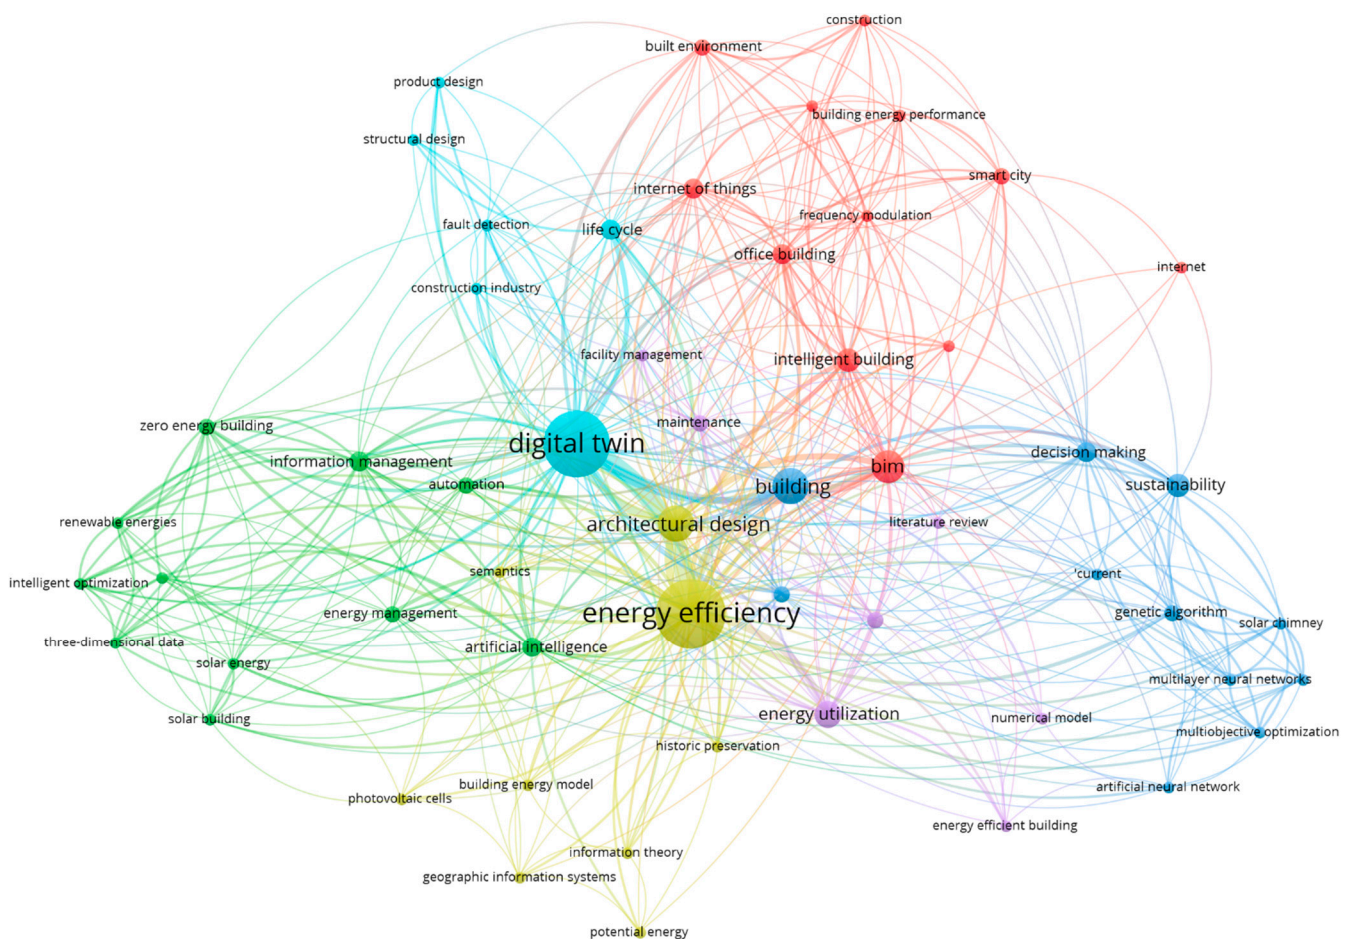 construction
built environment
product design
building energy performance
structural design
smart city
internet of things
frequency modulation
fault detection
life cycle
office building
internet
construction industry
facility management
intelligent building
maintenance
zero energy building
digital twin
decision making
information management
bim
automation
building
sustainability
renewable energies
architectural design
literature review
semantics
'current
intelligent optimization
energy management
energy efficiency
genetic algorithm
solar chimney
three-dimensional data
artificial intelligence
solar energy
multilayer neural networks
solar building
energy utilization
numerical model
multiobjective optimization
historic preservation
building energy model
artificial neural network
photovoltaic cells
energy efficient building
information theory
geographic information systems
potential energy